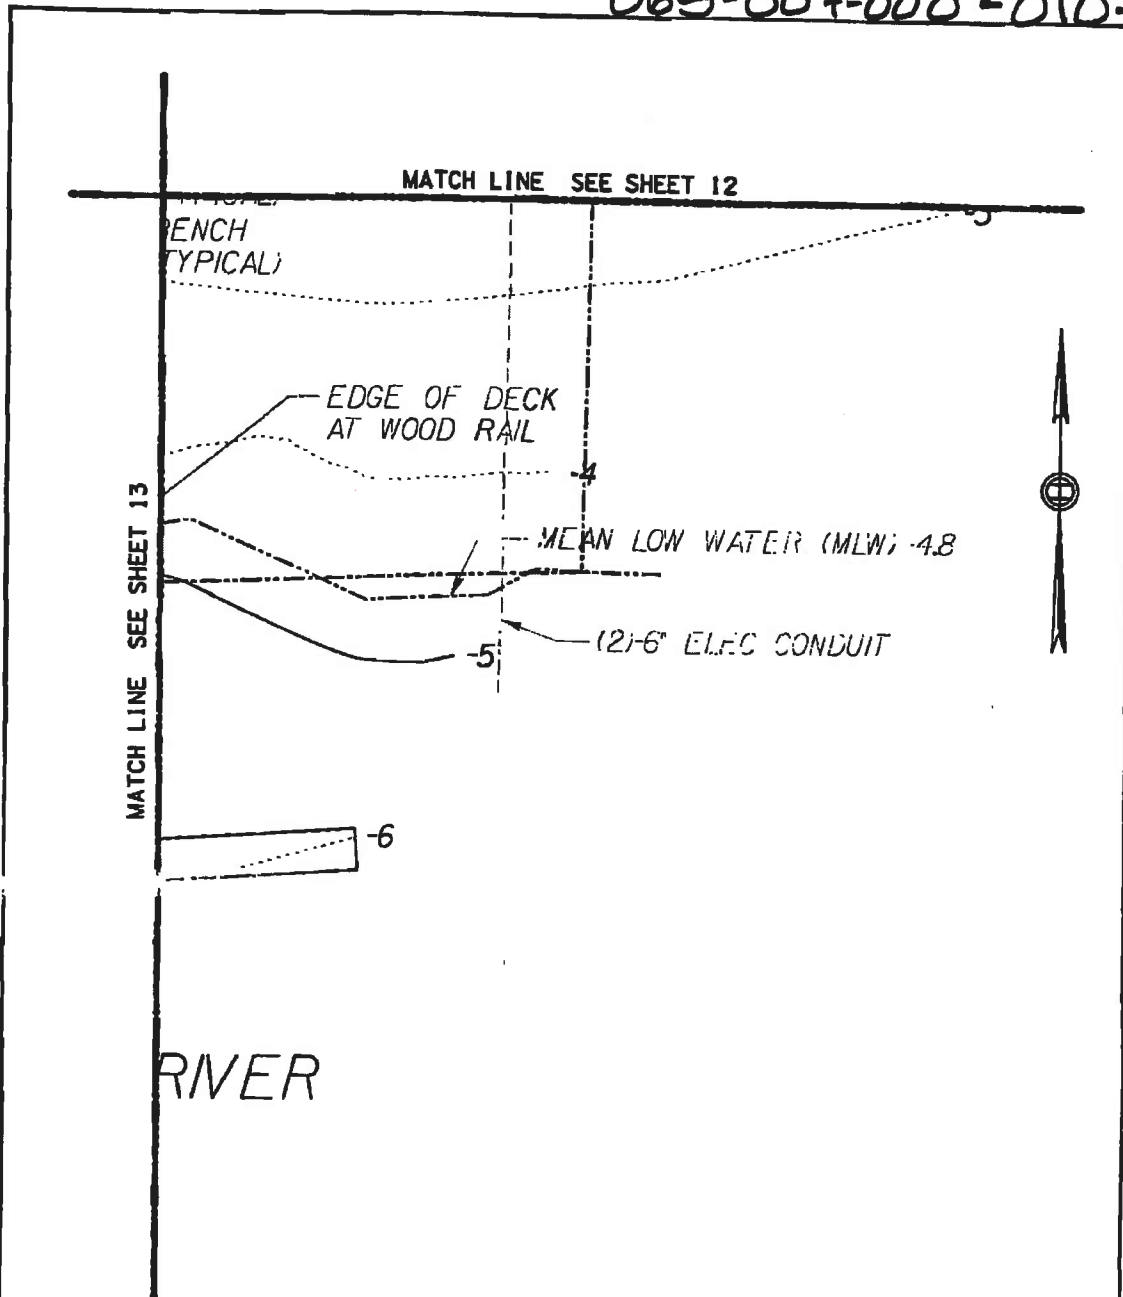 MATCH LINE SEE SHEET 12
BENCH
(TYPICAL)
EDGE OF DECK
AT WOOD RAIL
-4
MEAN LOW WATER (MLW) -4.8
(2)-6" ELEC CONDUIT
-5
MATCH LINE SEE SHEET 13
-6
RIVER